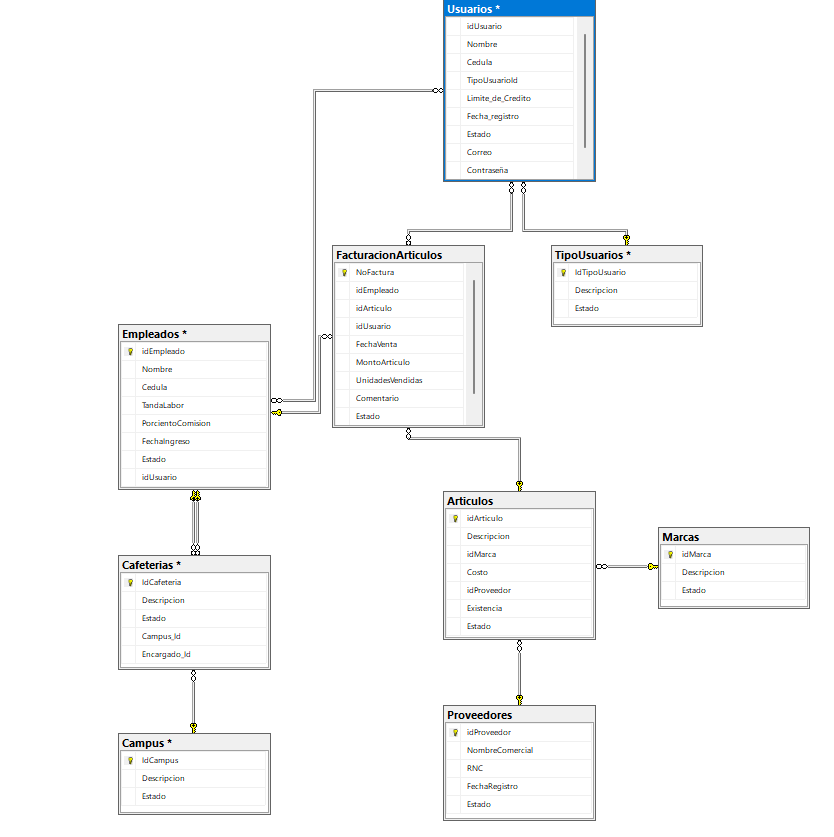 Usuarios *
idUsuario
Nombre
Cedula
TipoUsuarioId
Limite_de_Credito
Fecha_registro
Estado
Correo
Contraseña
FacturacionArticulos
NoFactura
idEmpleado
idArticulo
idUsuario
FechaVenta
MontoArticulo
UnidadesVendidas
Comentario
Estado
TipoUsuarios *
IdTipoUsuario
Descripcion
Estado
Empleados *
idEmpleado
Nombre
Cedula
TandaLabor
PorcientoComision
FechaIngreso
Estado
idUsuario
Articulos
idArticulo
Descripcion
idMarca
Costo
idProveedor
Existencia
Estado
Marcas
idMarca
Descripcion
Estado
Cafeterias *
IdCafeteria
Descripcion
Estado
Campus_Id
Encargado_Id
Proveedores
idProveedor
NombreComercial
RNC
FechaRegistro
Estado
Campus *
IdCampus
Descripcion
Estado